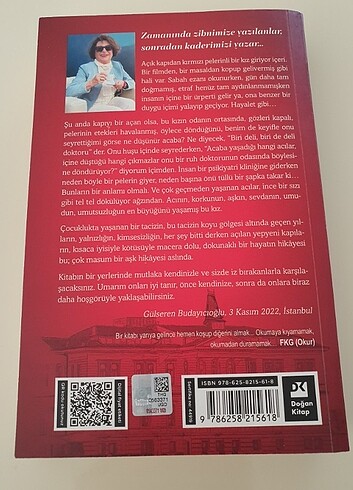 Zamanında zihnimize yazılanlar,
sonradan kaderimizi yazar...
Açık kapıdan kırmızı pelerinli bir kız giriyor içeri.
Bir filmden, bir masaldan kopup gelivermiş gibi
hali var. Sabah ezanı okunurken, gün daha tam
doğmamış, etraf henüz tam aydınlanmamışken
insanın içine bir ürperti gelir ya, ona benzer bir
duygu içimi yalayıp geçiyor. Hayalet gibi...
Şu anda kapıyı bir açan olsa, bu kızın odanın ortasında, gözleri kapalı,
pelerinin etekleri havalanmış, öylece döndüğünü, benim de keyifle onu
seyrettiğimi görse ne düşünür acaba? Ne diyecek, "Biri deli, biri de deli
doktoru" der. Onu huşu içinde seyrederken, "Acaba yaşadığı hangi acılar,
içine düştüğü hangi çıkmazlar onu bir ruh doktorunun odasında böylesi-
ne döndürüyor?" diyorum içimden. İnsan bir psikiyatri kliniğine giderken
neden böyle bir pelerin giyer, neden başına önü tüllü bir şapka takar ki...
Bunların bir anlamı olmalı. Ve çok geçmeden yaşanan acılar, ince bir sızı
gibi tel tel dökülüyor ağzından. Acının, korkunun, aşkın, sevdanın, umu-
dun, umutsuzluğun en büyüğünü yaşamış bu kız.
Çocuklukta yaşanan bir tacizin, bu tacizin koyu gölgesi altında geçen yıl-
ların, yalnızlığın, kimsesizliğin, her şey bitti derken açılan yepyeni kapıla-
rın, kısaca iyisiyle kötüsüyle macera dolu, dokunaklı bir hayatın hikâyesi
bu; çok masum bir aşk hikâyesi aslında.
Kitabın bir yerlerinde mutlaka kendinizle ve sizde iz bırakanlarla karşıla-
şacaksınız. Umarım onları iyi tanır, önce kendinize, sonra da onlara biraz
daha hoşgörüyle yaklaşabilirsiniz.
Gülseren Budayıcıoğlu, 3 Kasım 2022, İstanbul
Bir kitabı yarıya gelince hemen koşup diğerini almak... Okumaya kıyamamak,
okumadan duramamak... FKG (Okur)
ISBN 978-625-8215-61-8
9 786258 215618
DK
Doğan
Kitap